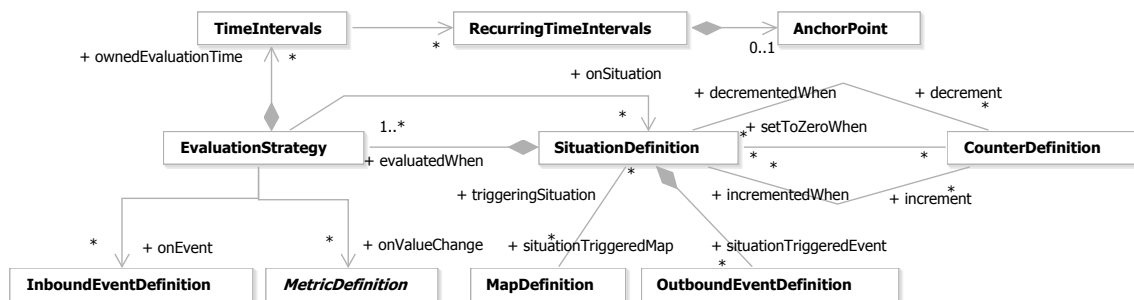 TimeIntervals
RecurringTimeIntervals
AnchorPoint
*
0..1
+ ownedEvaluationTime
*
+ onSituation
+ decrementedWhen
+ decrement
*
*
1..*
+ setToZeroWhen
*
EvaluationStrategy
SituationDefinition
CounterDefinition
+ evaluatedWhen
*
*
*
*
+ triggeringSituation
+ incrementedWhen
+ increment
*
*
+ onEvent
*
+ onValueChange
*
+ situationTriggeredMap
+ situationTriggeredEvent
*
InboundEventDefinition
MetricDefinition
MapDefinition
OutboundEventDefinition
*